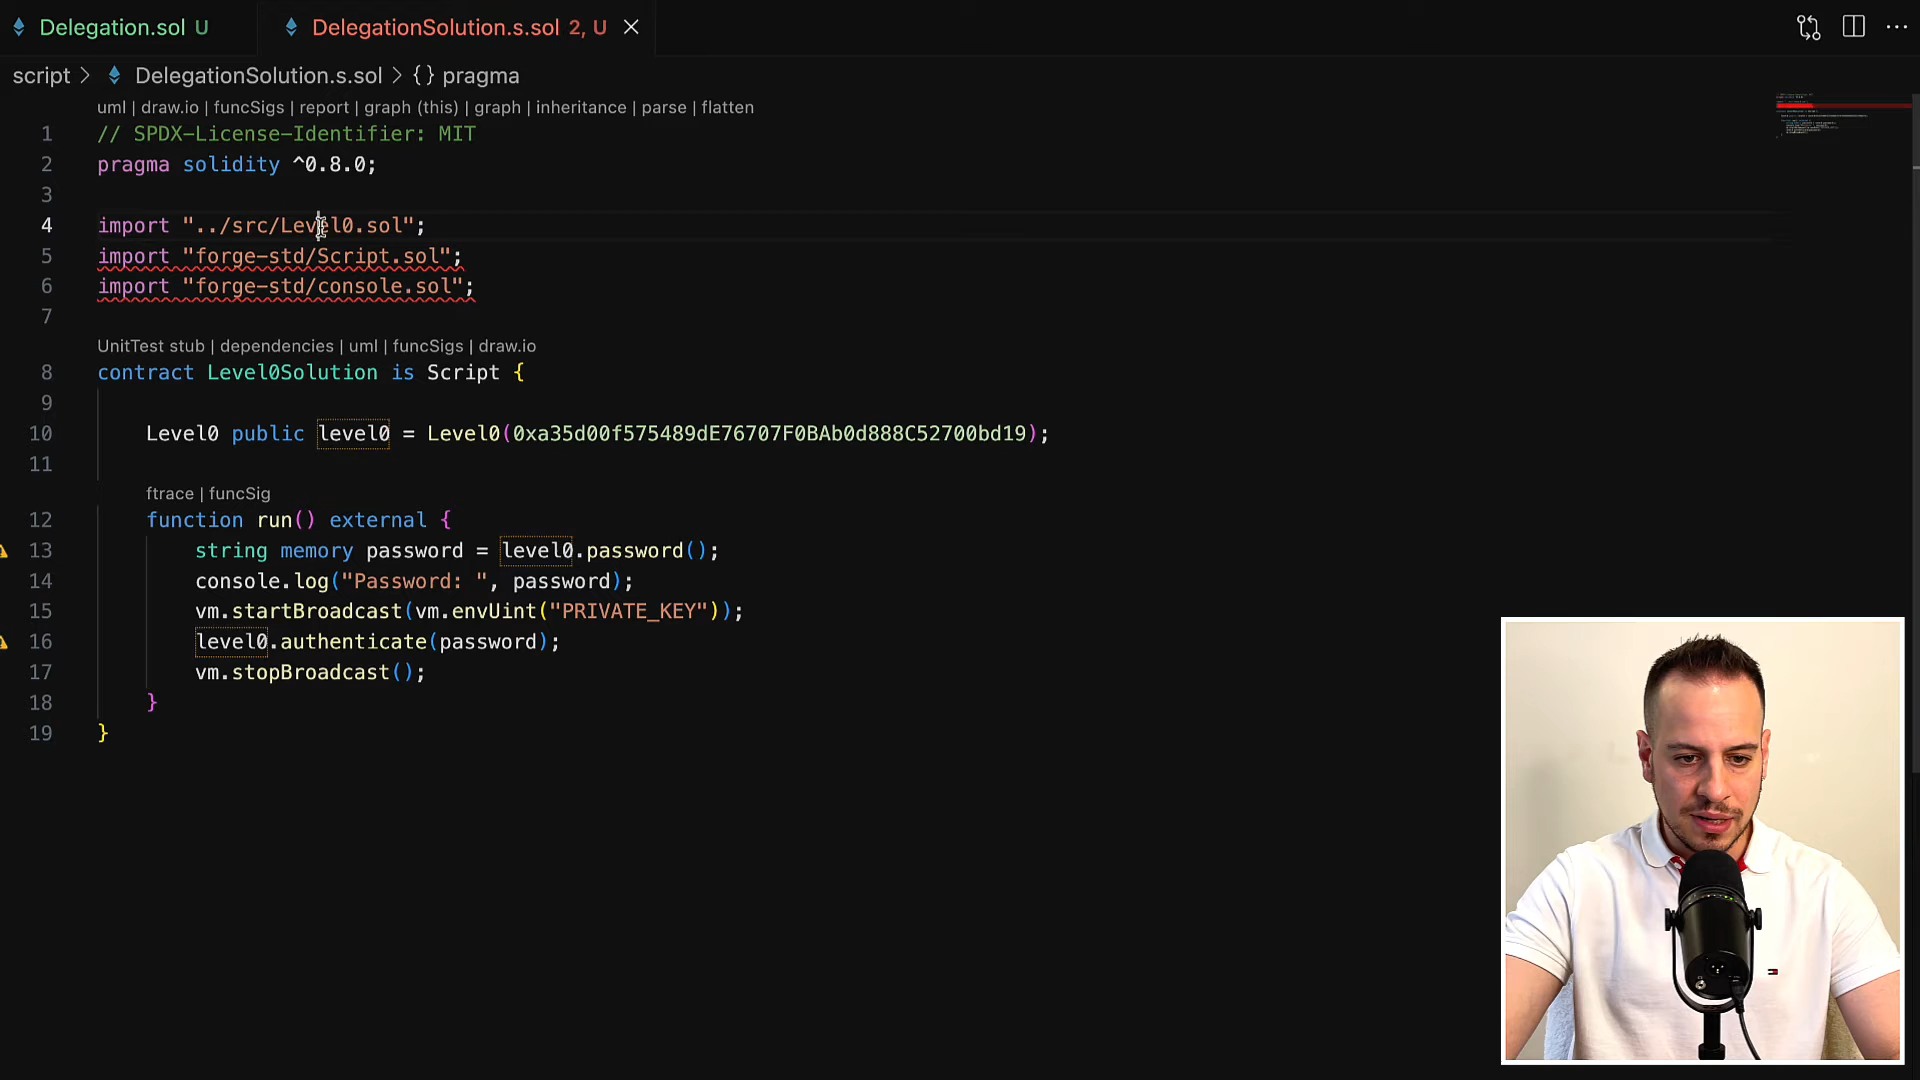 Delegation.sol U
DelegationSolution.s.sol 2, U
script > DelegationSolution.s.sol > {} pragma
uml | draw.io | funcSigs | report | graph (this) | graph | inheritance | parse | flatten
1 // SPDX-License-Identifier: MIT
2 pragma solidity ^0.8.0;
3
4 import "../src/Level0.sol";
5 import "forge-std/Script.sol";
6 import "forge-std/console.sol";
7
UnitTest stub | dependencies | uml | funcSigs | draw.io
8 contract Level0Solution is Script {
9
10 Level0 public level0 = Level0(0xa35d00f575489dE76707F0BAb0d888C52700bd19);
11
ftrace | funcSig
12 function run() external {
13 string memory password = level0.password();
14 console.log("Password: ", password);
15 vm.startBroadcast(vm.envUint("PRIVATE_KEY"));
16 level0.authenticate(password);
17 vm.stopBroadcast();
18 }
19 }